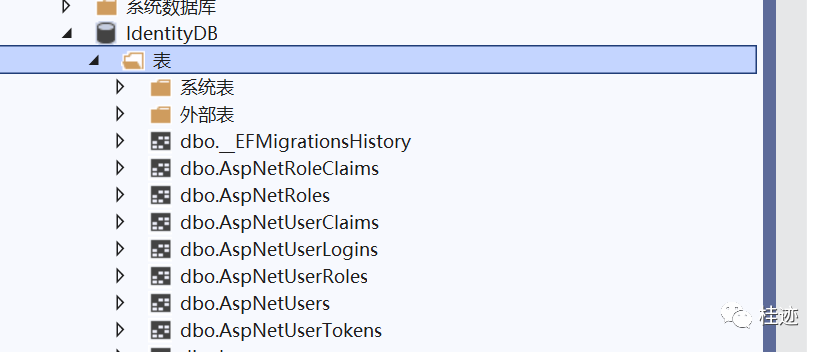 系统数据库
IdentityDB
表
系统表
外部表
dbo.__EFMigrationsHistory
dbo.AspNetRoleClaims
dbo.AspNetRoles
dbo.AspNetUserClaims
dbo.AspNetUserLogins
dbo.AspNetUserRoles
dbo.AspNetUsers
dbo.AspNetUserTokens
桂迹